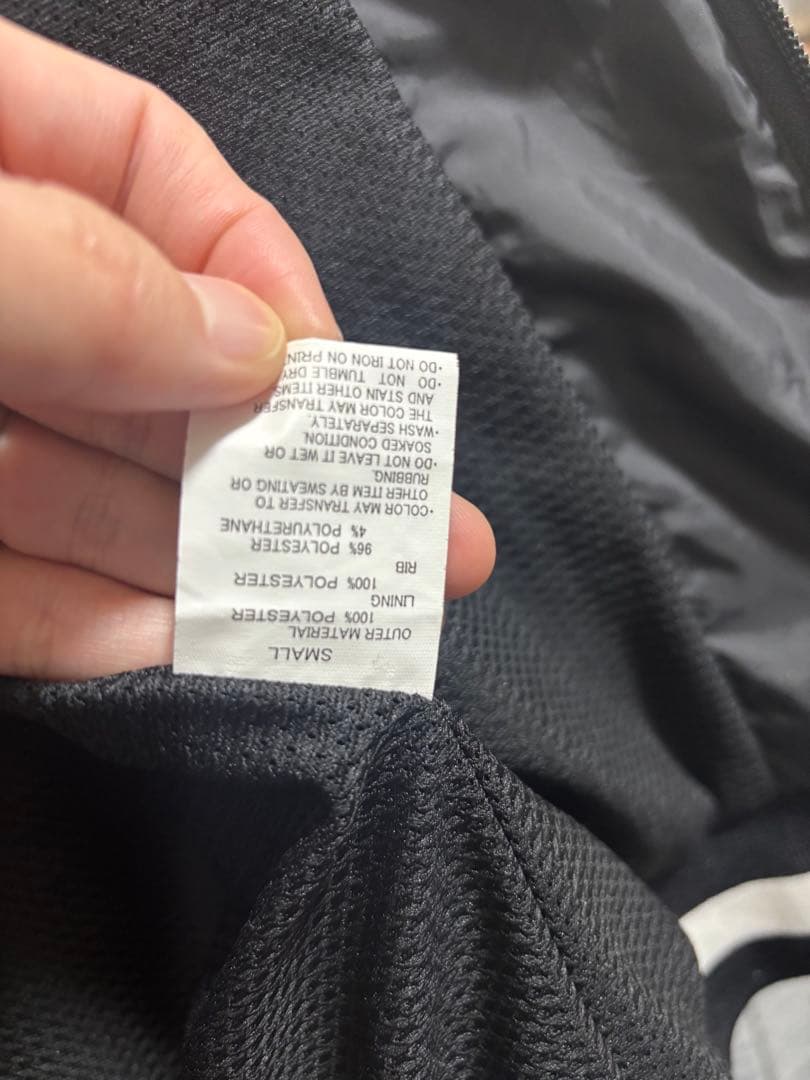 SMALL
OUTER MATERIAL
100% POLYESTER
LINING
100% POLYESTER
RIB
96% POLYESTER
4% POLYURETHANE
•COLOR MAY TRANSFER TO
OTHER ITEM BY SWEATING OR
RUBBING.
•DO NOT LEAVE IT WET OR
SOAKED CONDITION.
•WASH SEPARATELY.
THE COLOR MAY TRANSFER
AND STAIN OTHER ITEMS.
•DO NOT TUMBLE DRY
•DO NOT IRON ON PRINT